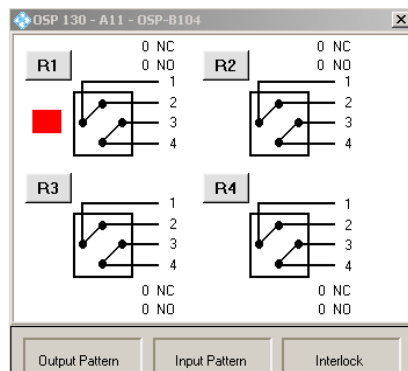 OSP 130 - A11 - OSP-B104
0 NC
0 NO
R1
1
2
3
4
0 NC
0 NO
R2
1
2
3
4
R3
1
2
3
4
0 NC
0 NO
R4
1
2
3
4
0 NC
0 NO
Output Pattern
Input Pattern
Interlock